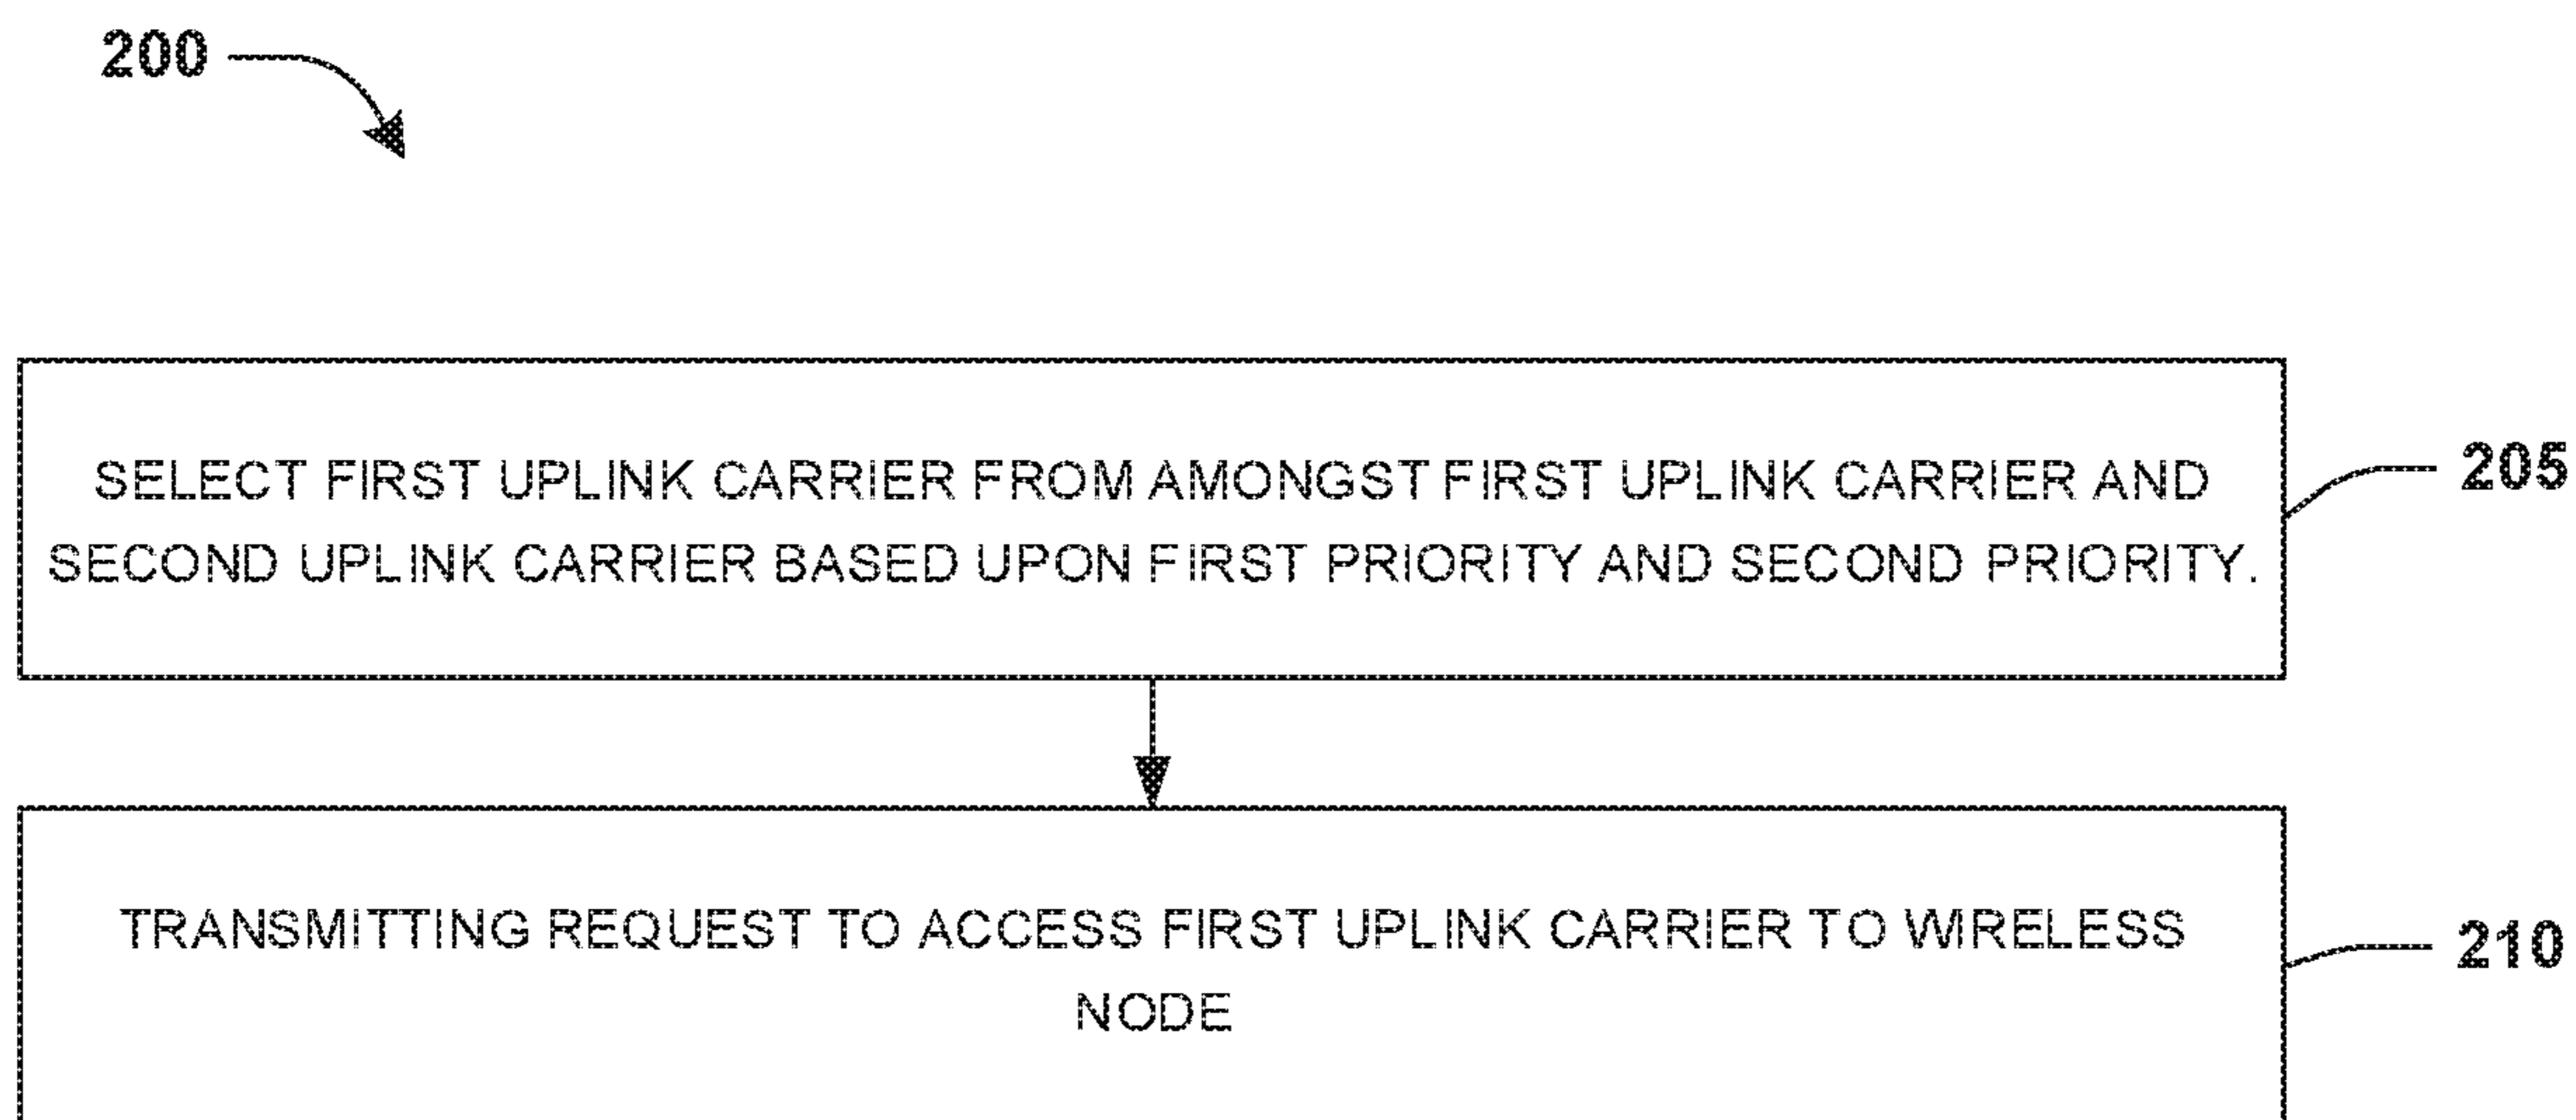 200
SELECT FIRST UPLINK CARRIER FROM AMONGST FIRST UPLINK CARRIER AND
SECOND UPLINK CARRIER BASED UPON FIRST PRIORITY AND SECOND PRIORITY.
205
TRANSMITTING REQUEST TO ACCESS FIRST UPLINK CARRIER TO WIRELESS
NODE
210